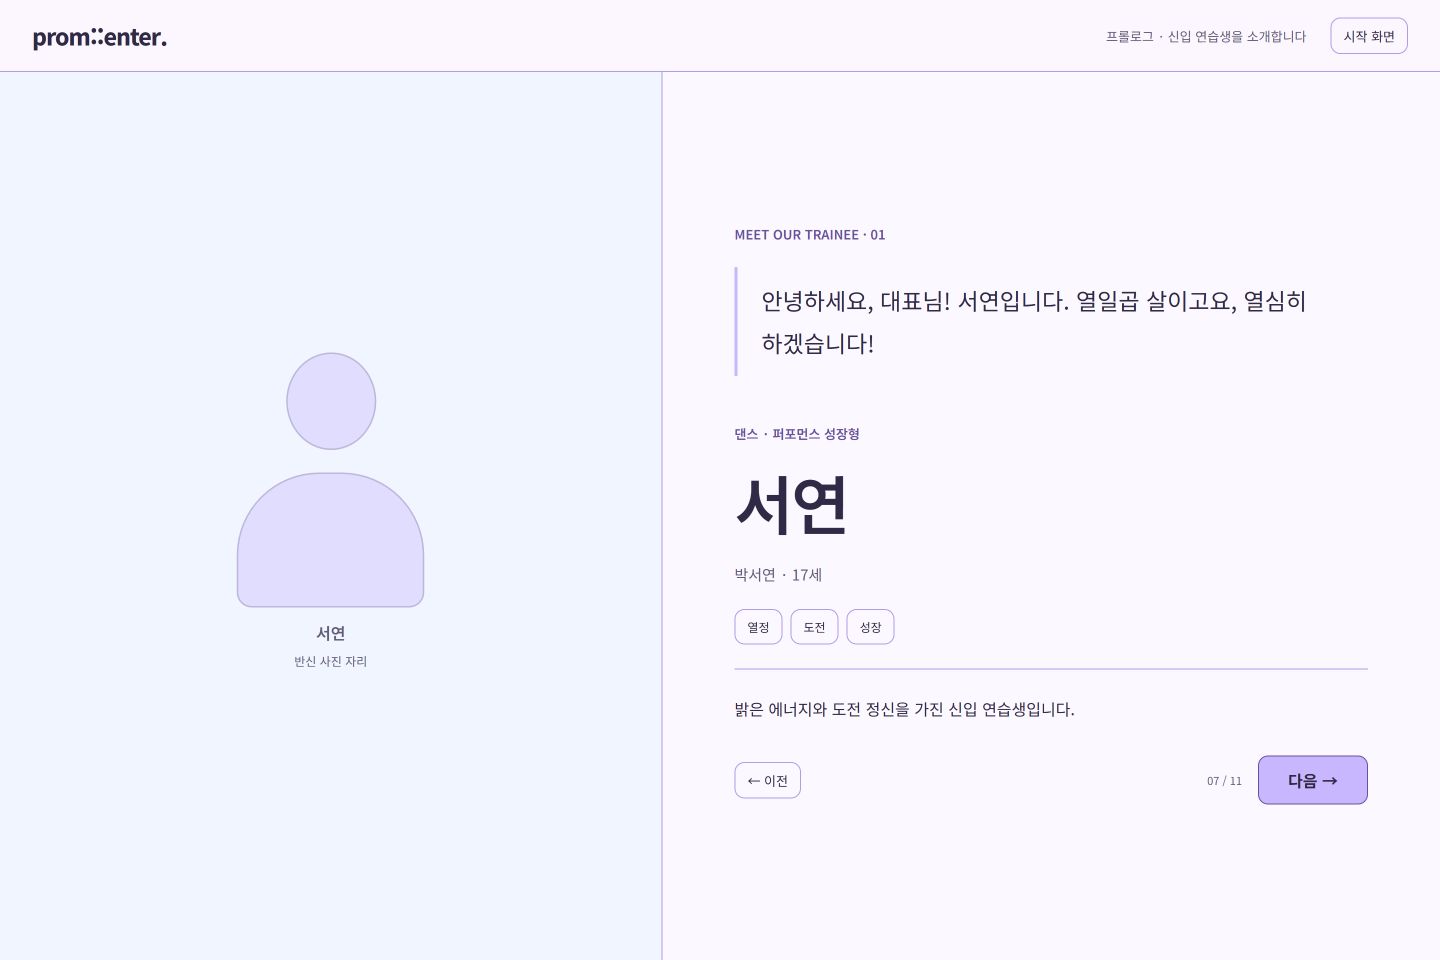 prom::enter.
프롤로그 · 신입 연습생을 소개합니다
시작 화면
서연
반신 사진 자리
MEET OUR TRAINEE · 01
안녕하세요, 대표님! 서연입니다. 열일곱 살이고요, 열심히
하겠습니다!
댄스 · 퍼포먼스 성장형
서연
박서연 · 17세
열정
도전
성장
밝은 에너지와 도전 정신을 가진 신입 연습생입니다.
← 이전
07 / 11
다음 →